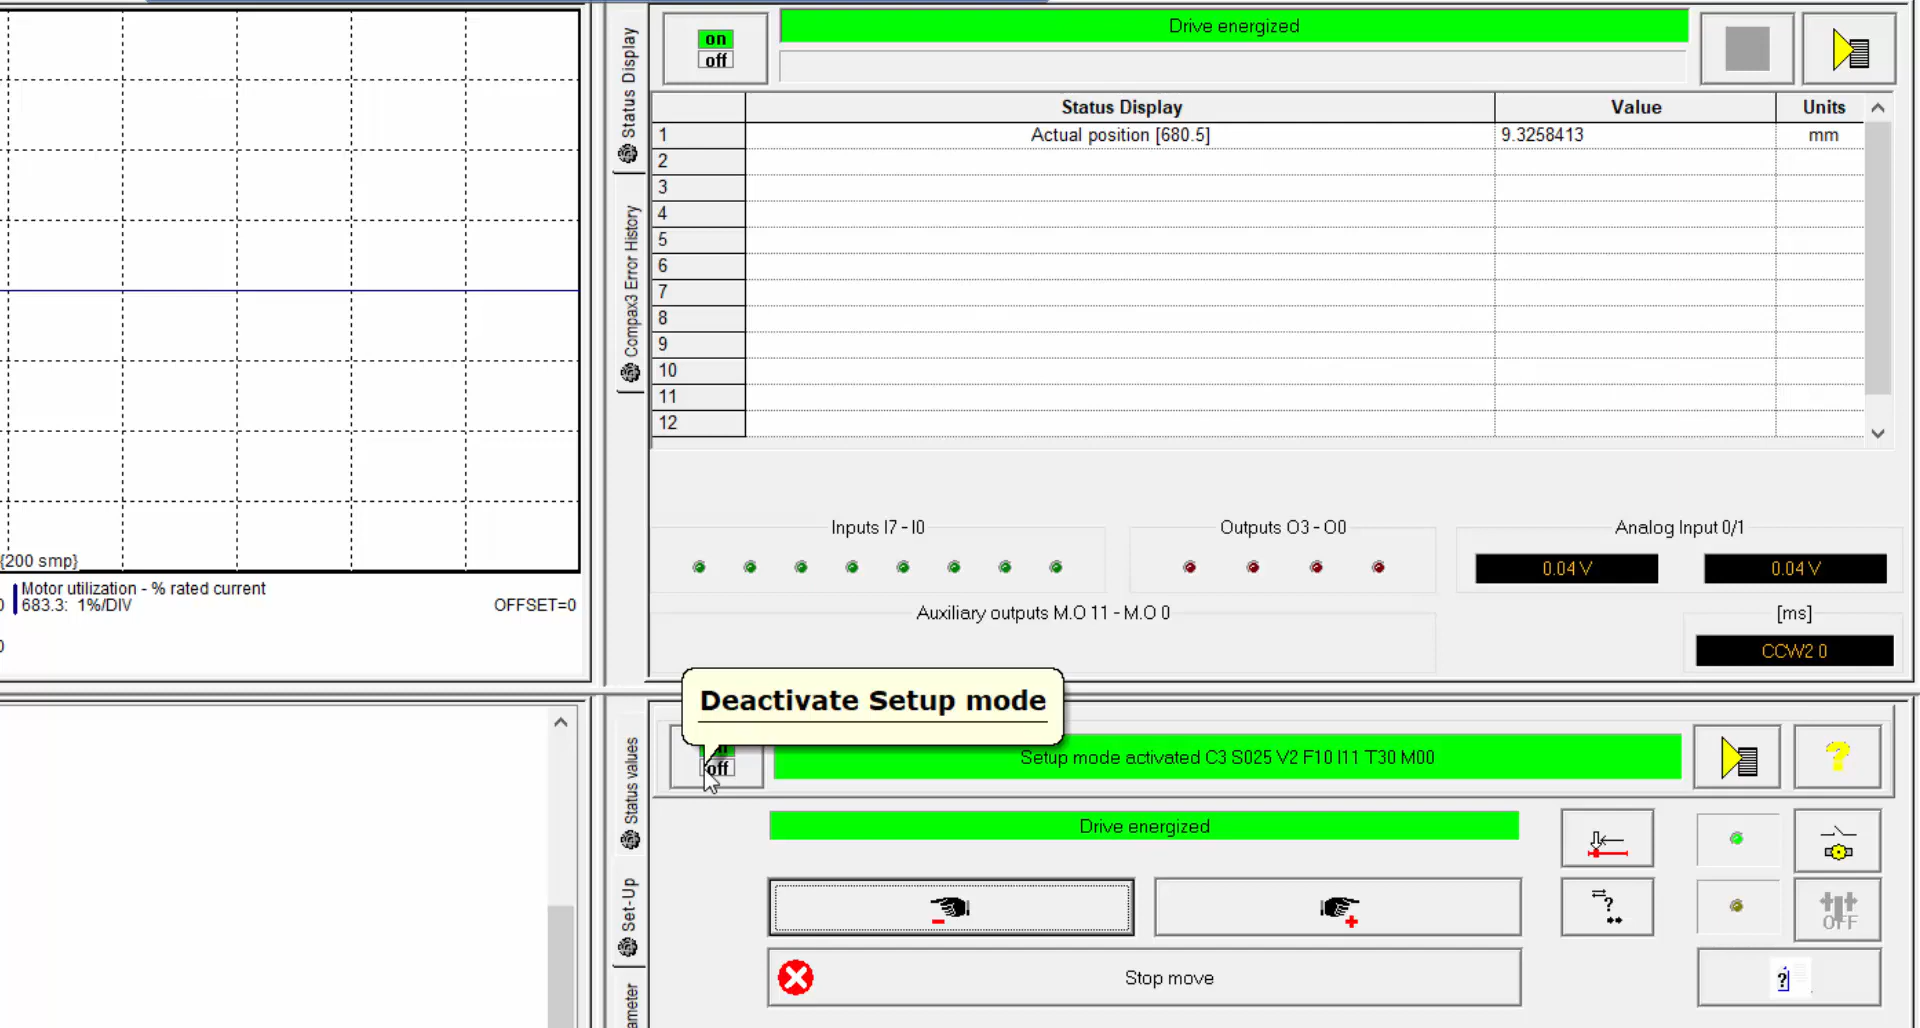 Status Display
Compax3 Error History
on
off
Drive energized
Status Display Value Units
1 Actual position [680.5] 9.3258413 mm
2
3
4
5
6
7
8
9
10
11
12
{200 smp}
Motor utilization - % rated current
683.3: 1%/DIV OFFSET=0
Inputs I7 - I0
Outputs O3 - O0
Analog Input 0/1
0.04 V 0.04 V
Auxiliary outputs M.O 11 - M.O 0
[ms]
CCW2 0
Deactivate Setup mode
off
Setup mode activated C3 S025 V2 F10 I11 T30 M00
?
Status values
Set-Up
Drive energized
-
+
?
OFF
Stop move
?